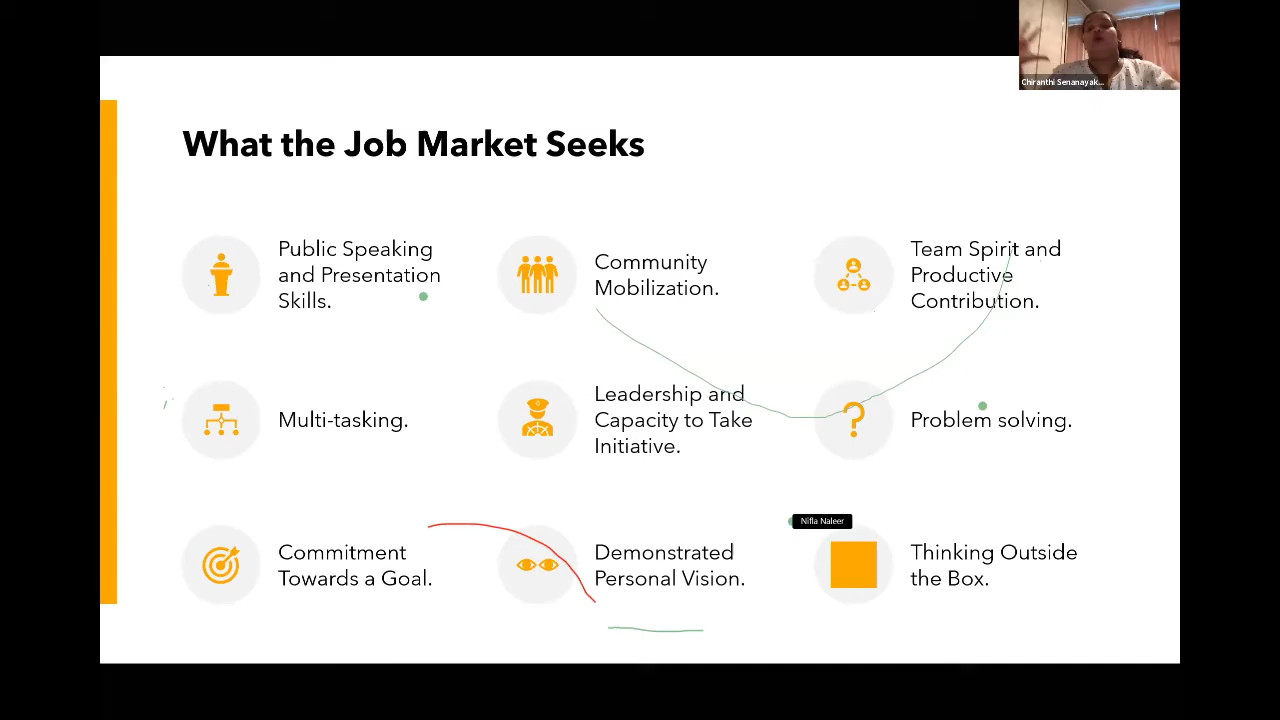 Chiranthi Senanayak...
What the Job Market Seeks
Public Speaking
and Presentation
Skills.
Community
Mobilization.
Team Spirit and
Productive
Contribution.
Multi-tasking.
Leadership and
Capacity to Take
Initiative.
Problem solving.
Commitment
Towards a Goal.
Demonstrated
Personal Vision.
Nifla Naleer
Thinking Outside
the Box.